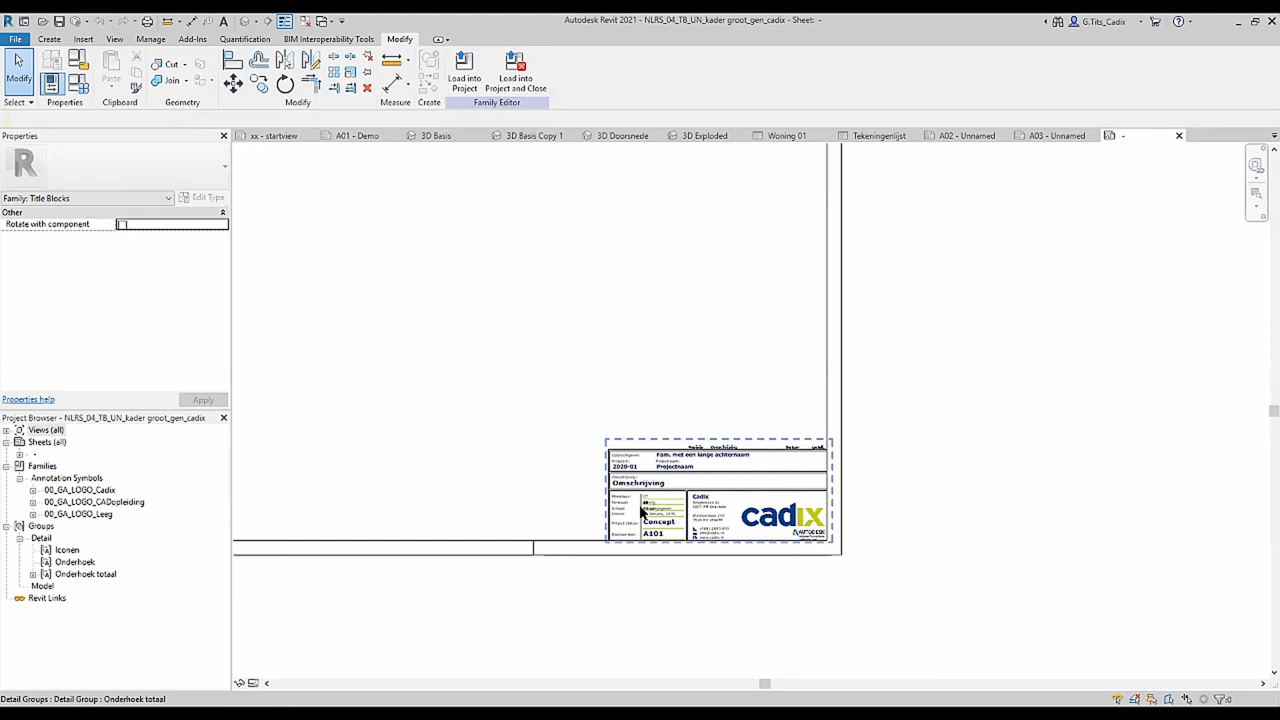 Autodesk Revit 2021 - NLRS_04_TB_UN_kader groot_gen_cadix - Sheet: -
G.Tits_Cadix
File Create Insert View Manage Add-Ins Quantification BIM Interoperability Tools Modify
Modify
Paste
Cut
Join
Load into
Project
Load into
Project and Close
Select Properties Clipboard Geometry Modify Measure Create Family Editor
Properties
xx - startview A01 - Demo 3D Basis 3D Basis Copy 1 3D Doorsnede 3D Exploded Woning 01 Tekeningenlijst A02 - Unnamed A03 - Unnamed -
Family: Title Blocks
Edit Type
Other
Rotate with component
Properties help
Apply
Project Browser - NLRS_04_TB_UN_kader groot_gen_cadix
Views (all)
Sheets (all)
-
Families
Annotation Symbols
00_GA_LOGO_Cadix
00_GA_LOGO_CADopleiding
00_GA_LOGO_Leeg
Groups
Detail
Iconen
Onderhoek
Onderhoek totaal
Model
Revit Links
Fam. met een lange achternaam
2020-01 Projectnaam
Omschrijving
Cadix
Concept
A101
cadix
AUTODESK
Detail Groups : Detail Group : Onderhoek totaal
:0